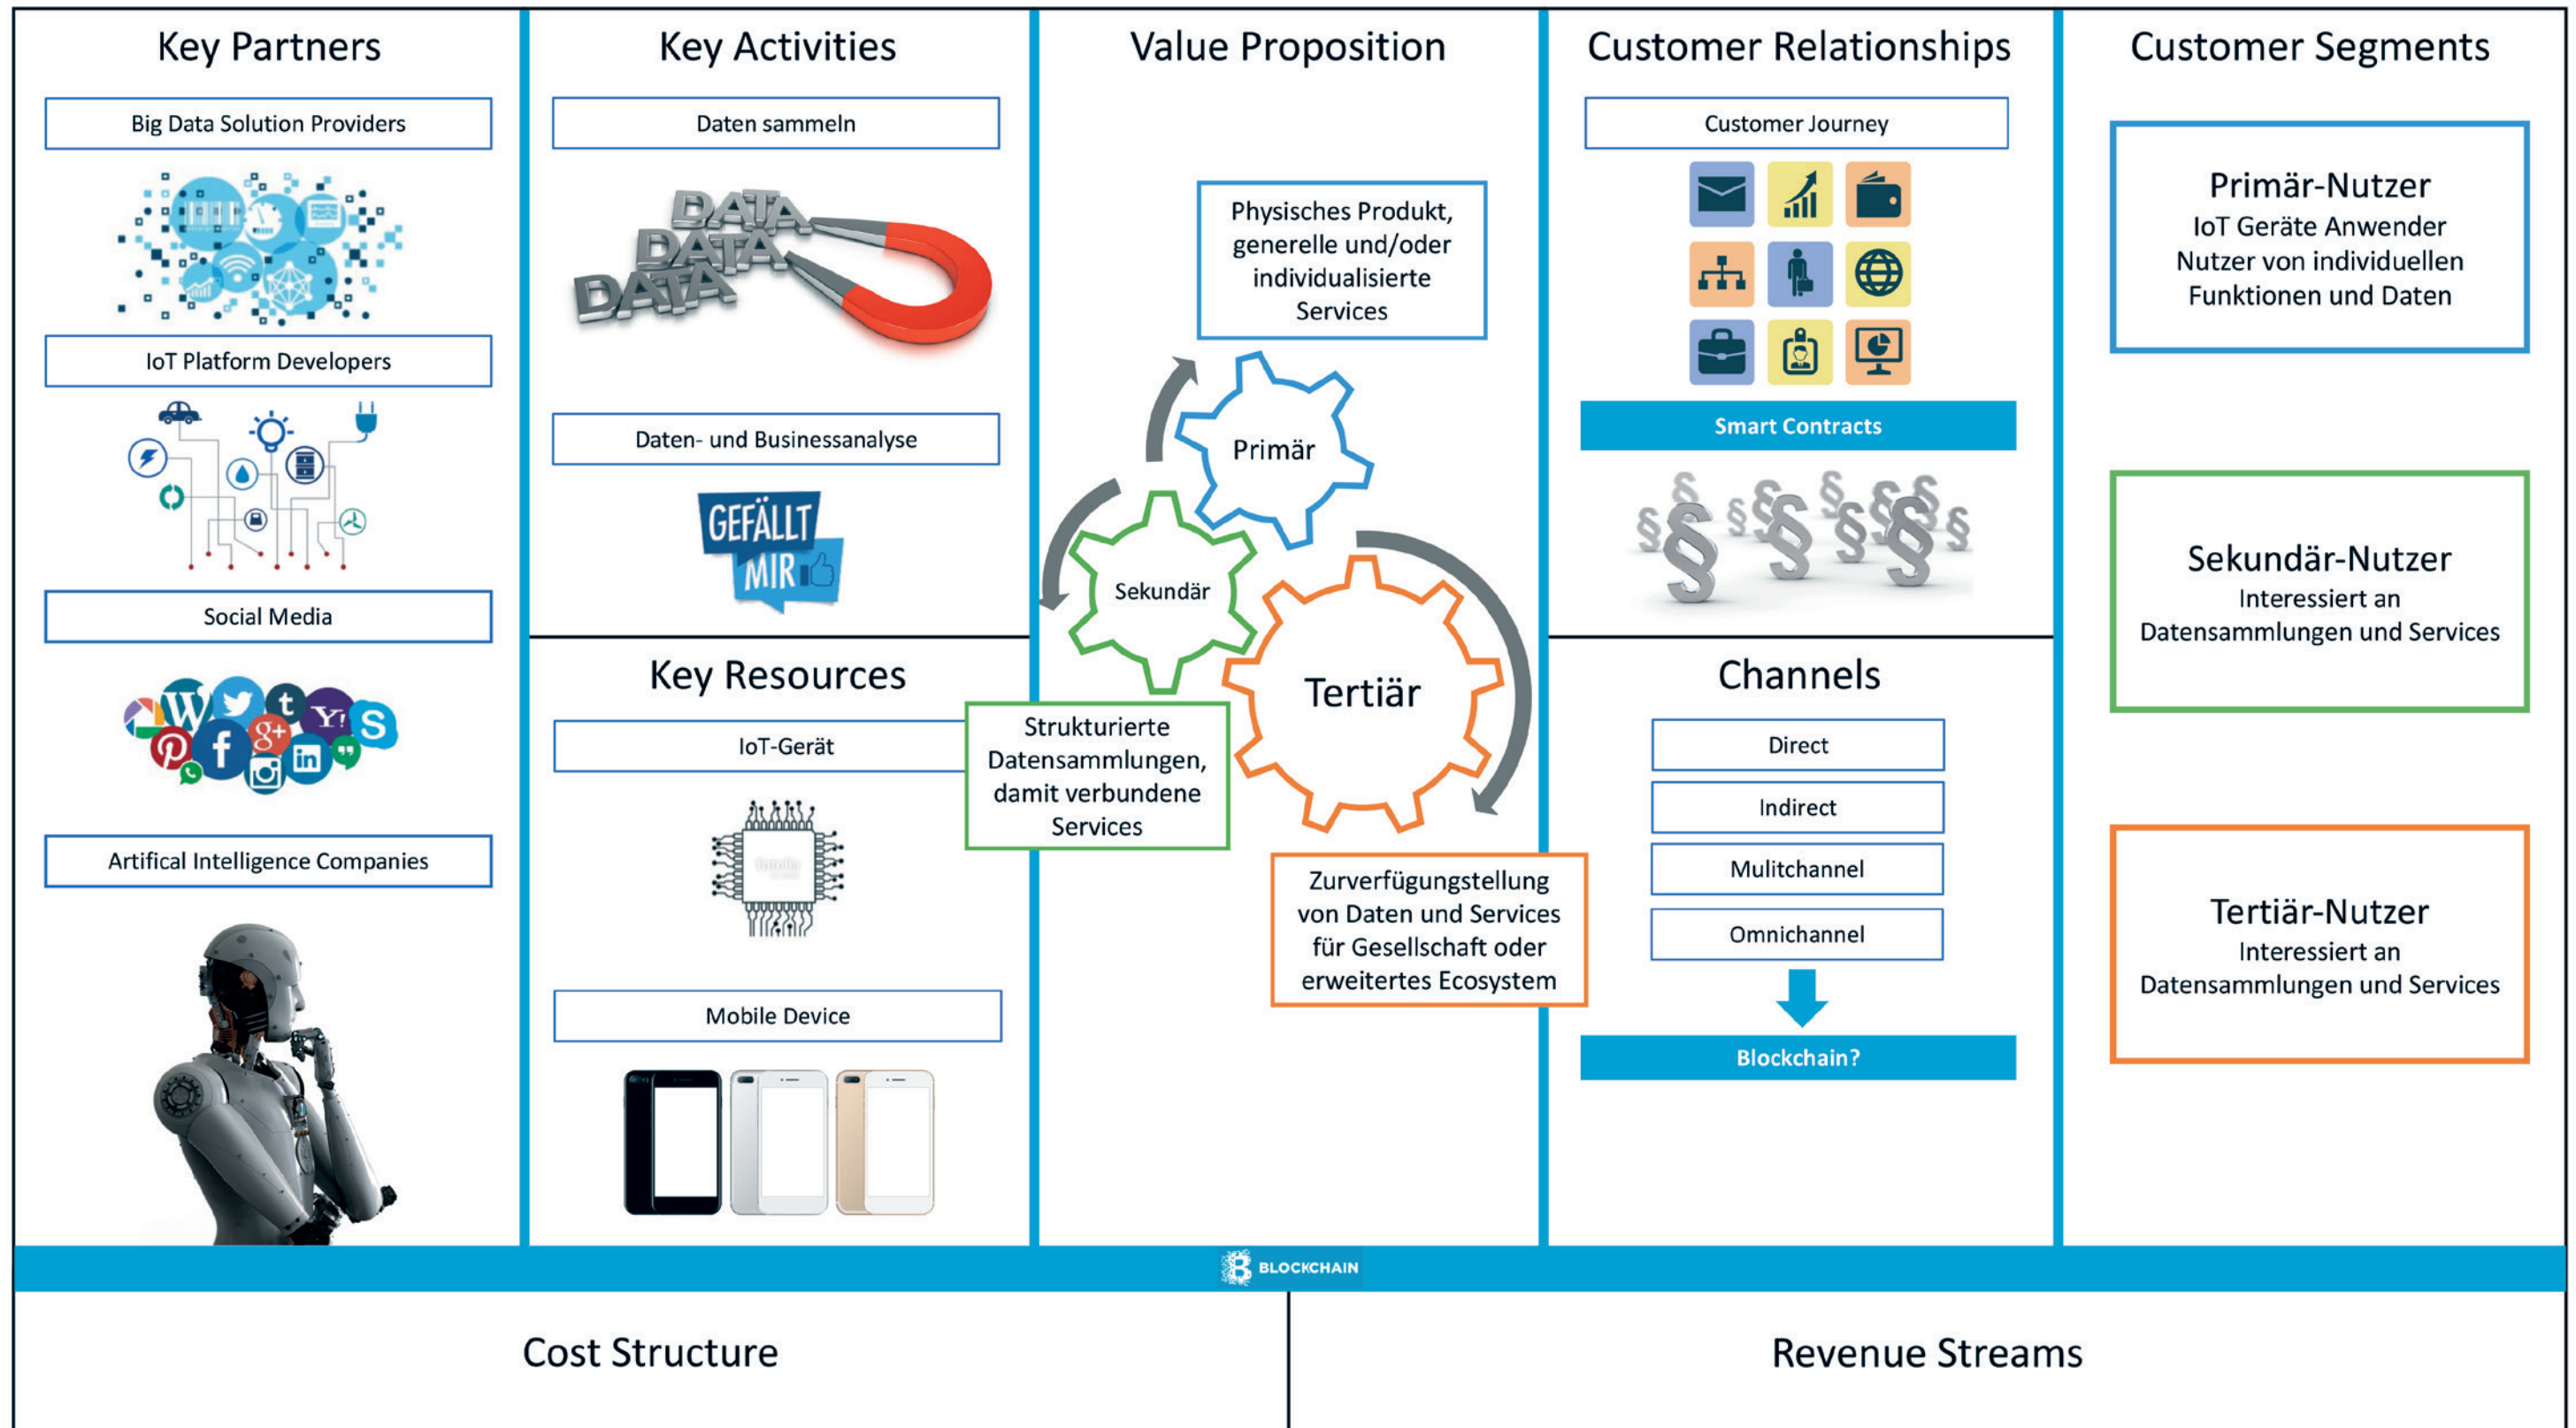 Key Partners
Big Data Solution Providers
IoT Platform Developers
Social Media
W
t
Y!
S
g+
f
in
Artifical Intelligence Companies
Key Activities
Daten sammeln
DATA
DATA
DATA
Daten- und Businessanalyse
GEFÄLLT
MIR
Key Resources
IoT-Gerät
Mobile Device
Value Proposition
Physisches Produkt,
generelle und/oder
individualisierte
Services
Primär
Sekundär
Tertiär
Strukturierte
Datensammlungen,
damit verbundene
Services
Zurverfügungstellung
von Daten und Services
für Gesellschaft oder
erweitertes Ecosystem
Customer Relationships
Customer Journey
Smart Contracts
§ § § § § § § § § §
Channels
Direct
Indirect
Mulitchannel
Omnichannel
Blockchain?
Customer Segments
Primär-Nutzer
IoT Geräte Anwender
Nutzer von individuellen
Funktionen und Daten
Sekundär-Nutzer
Interessiert an
Datensammlungen und Services
Tertiär-Nutzer
Interessiert an
Datensammlungen und Services
BLOCKCHAIN
Cost Structure
Revenue Streams